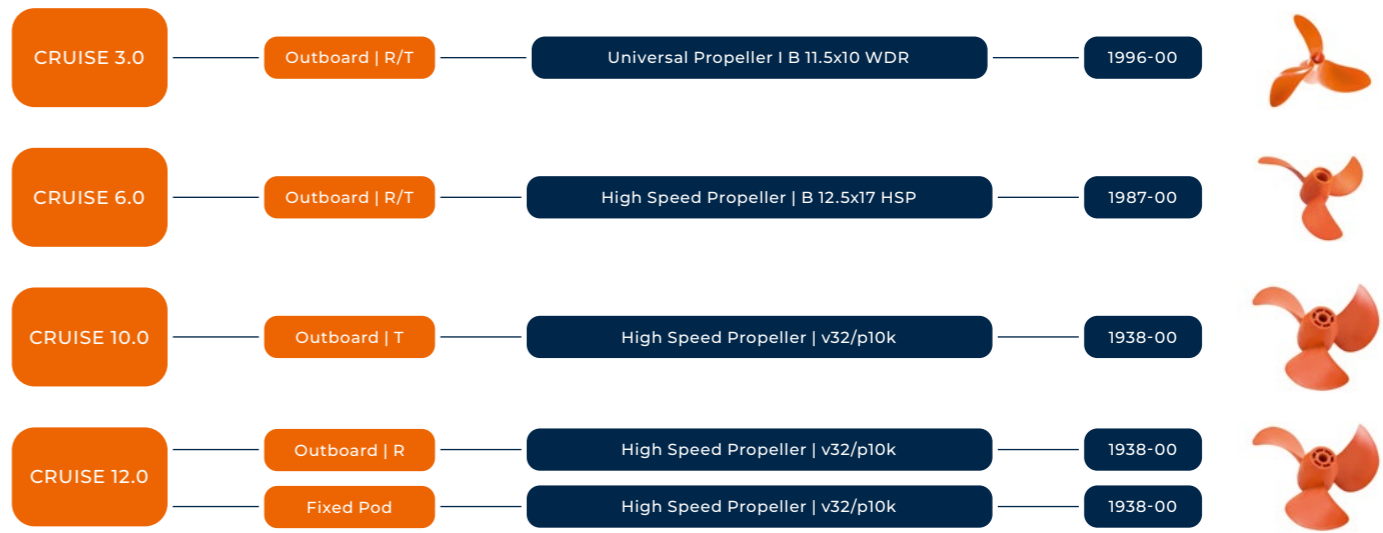 CRUISE 3.0
Outboard | R/T
Universal Propeller I B 11.5x10 WDR
1996-00
CRUISE 6.0
Outboard | R/T
High Speed Propeller | B 12.5x17 HSP
1987-00
CRUISE 10.0
Outboard | T
High Speed Propeller | v32/p10k
1938-00
CRUISE 12.0
Outboard | R
High Speed Propeller | v32/p10k
1938-00
Fixed Pod
High Speed Propeller | v32/p10k
1938-00